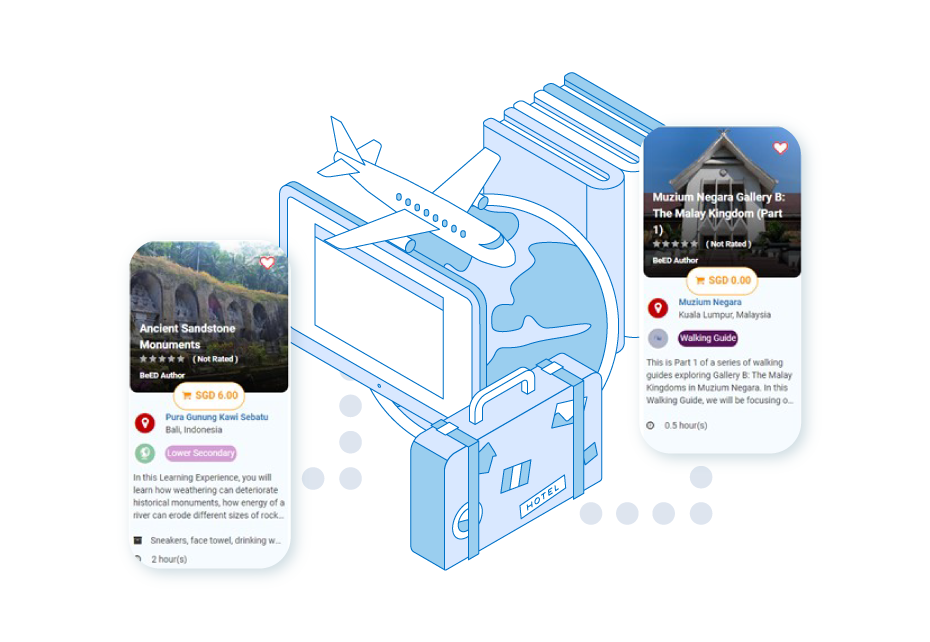 Ancient Sandstone
Monuments
( Not Rated )
BeED Author
SGD 6.00
Pura Gunung Kawi Sebatu
Bali, Indonesia
Lower Secondary
In this Learning Experience, you will
learn how weathering can deteriorate
historical monuments, how energy of a
river can erode different sizes of rock...
Sneakers, face towel, drinking w...
2 hour(s)
HOTEL
Muzium Negara Gallery B:
The Malay Kingdom (Part
1)
( Not Rated )
BeED Author
SGD 0.00
Muzium Negara
Kuala Lumpur, Malaysia
Walking Guide
This is Part 1 of a series of walking
guides exploring Gallery B: The Malay
Kingdoms in Muzium Negara. In this
Walking Guide, we will be focusing o...
0.5 hour(s)